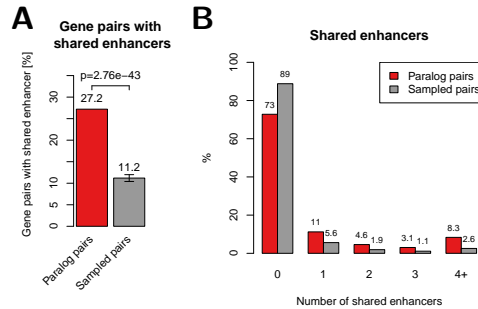 A
Gene pairs with
shared enhancers
Gene pairs with shared enhancer [%]
p=2.76e−43
27.2
11.2
30
20
15
10
5
0
Paralog pairs
Sampled pairs
B
Shared enhancers
Paralog pairs
Sampled pairs
%
100
80
60
40
20
0
73
89
11
5.6
4.6
1.9
3.1
1.1
8.3
2.6
0
1
2
3
4+
Number of shared enhancers